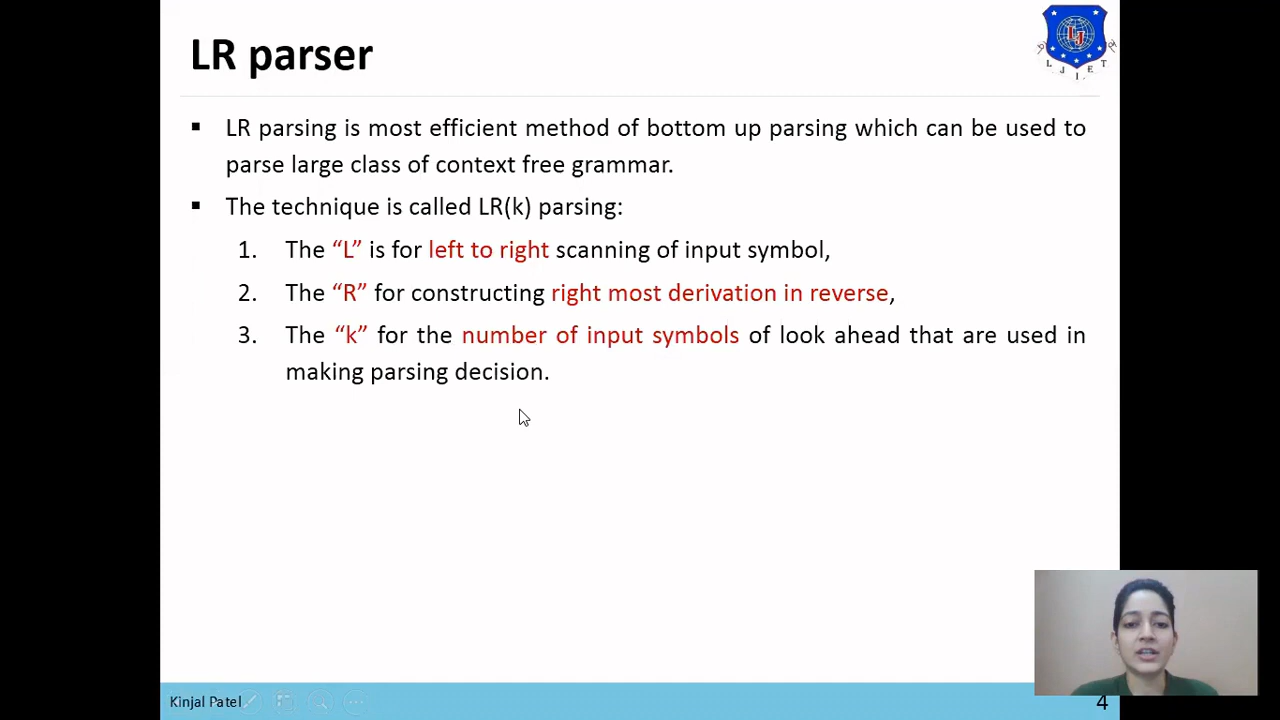 LR parser
▪ LR parsing is most efficient method of bottom up parsing which can be used to
parse large class of context free grammar.
▪ The technique is called LR(k) parsing:
1. The “L” is for left to right scanning of input symbol,
2. The “R” for constructing right most derivation in reverse,
3. The “k” for the number of input symbols of look ahead that are used in
making parsing decision.
L J I E T
Kinjal Patel
4